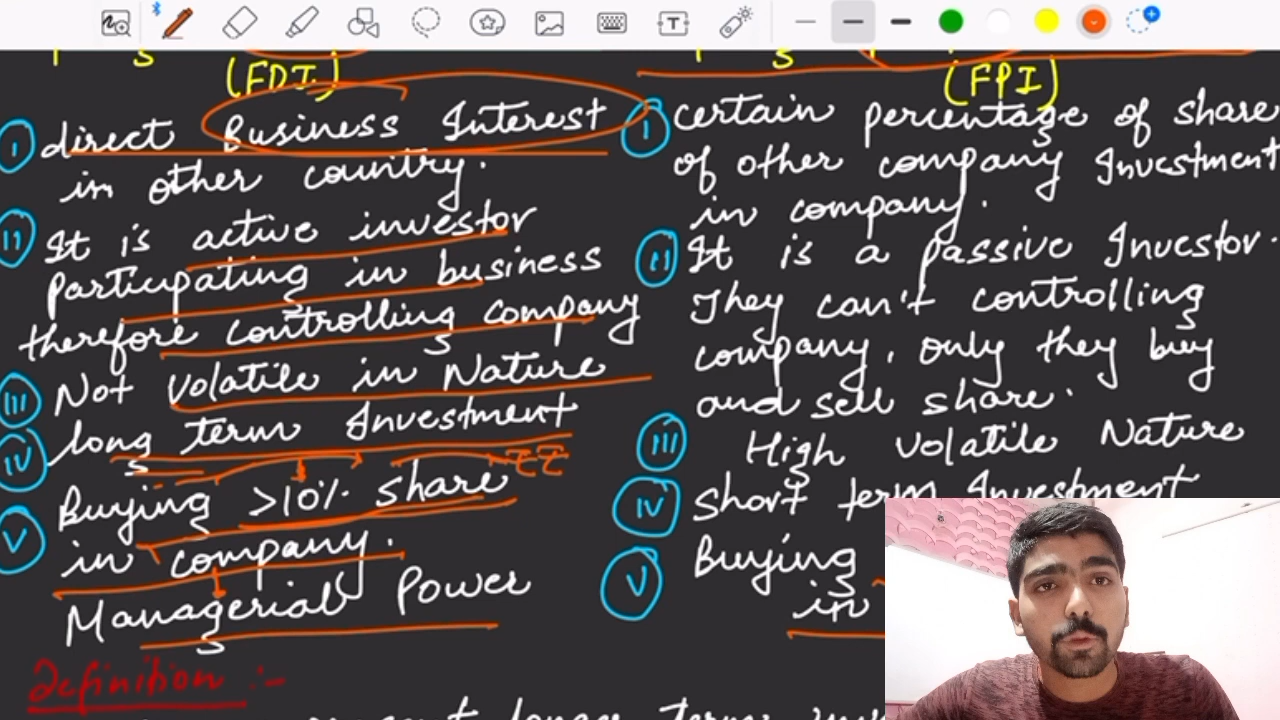 (FDI)
I direct Business Interest
in other country.
II It is active investor
Participating in business
therefore controlling company
III Not volatile in Nature
IV long term Investment
V Buying >10% share
in company.
Managerial Power
Definition :-
longer term
(FPI)
I certain percentage of share
of other company Investment
in company.
II It is a passive Investor.
They can't controlling
company, only they buy
and sell share.
III High volatile Nature
IV short term Investment
V Buying
in